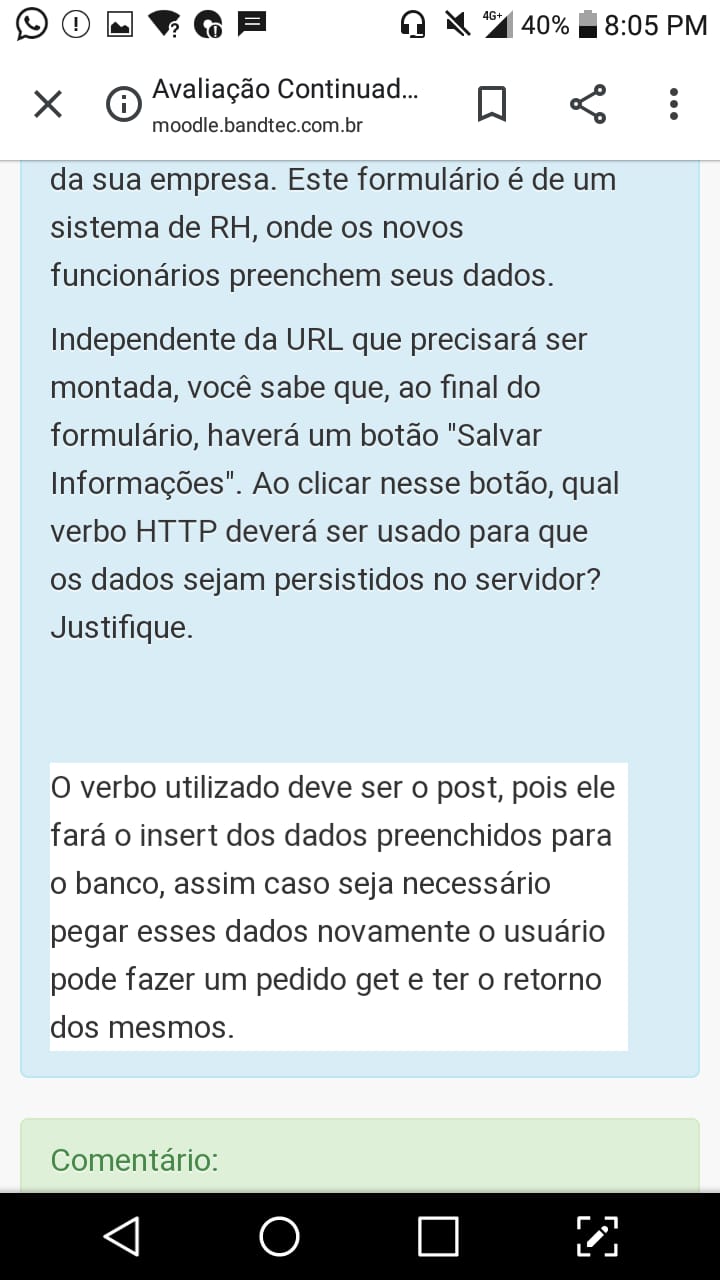 4G+ 40% 8:05 PM
Avaliação Continuad...
moodle.bandtec.com.br
da sua empresa. Este formulário é de um
sistema de RH, onde os novos
funcionários preenchem seus dados.
Independente da URL que precisará ser
montada, você sabe que, ao final do
formulário, haverá um botão "Salvar
Informações". Ao clicar nesse botão, qual
verbo HTTP deverá ser usado para que
os dados sejam persistidos no servidor?
Justifique.
O verbo utilizado deve ser o post, pois ele
fará o insert dos dados preenchidos para
o banco, assim caso seja necessário
pegar esses dados novamente o usuário
pode fazer um pedido get e ter o retorno
dos mesmos.
Comentário: